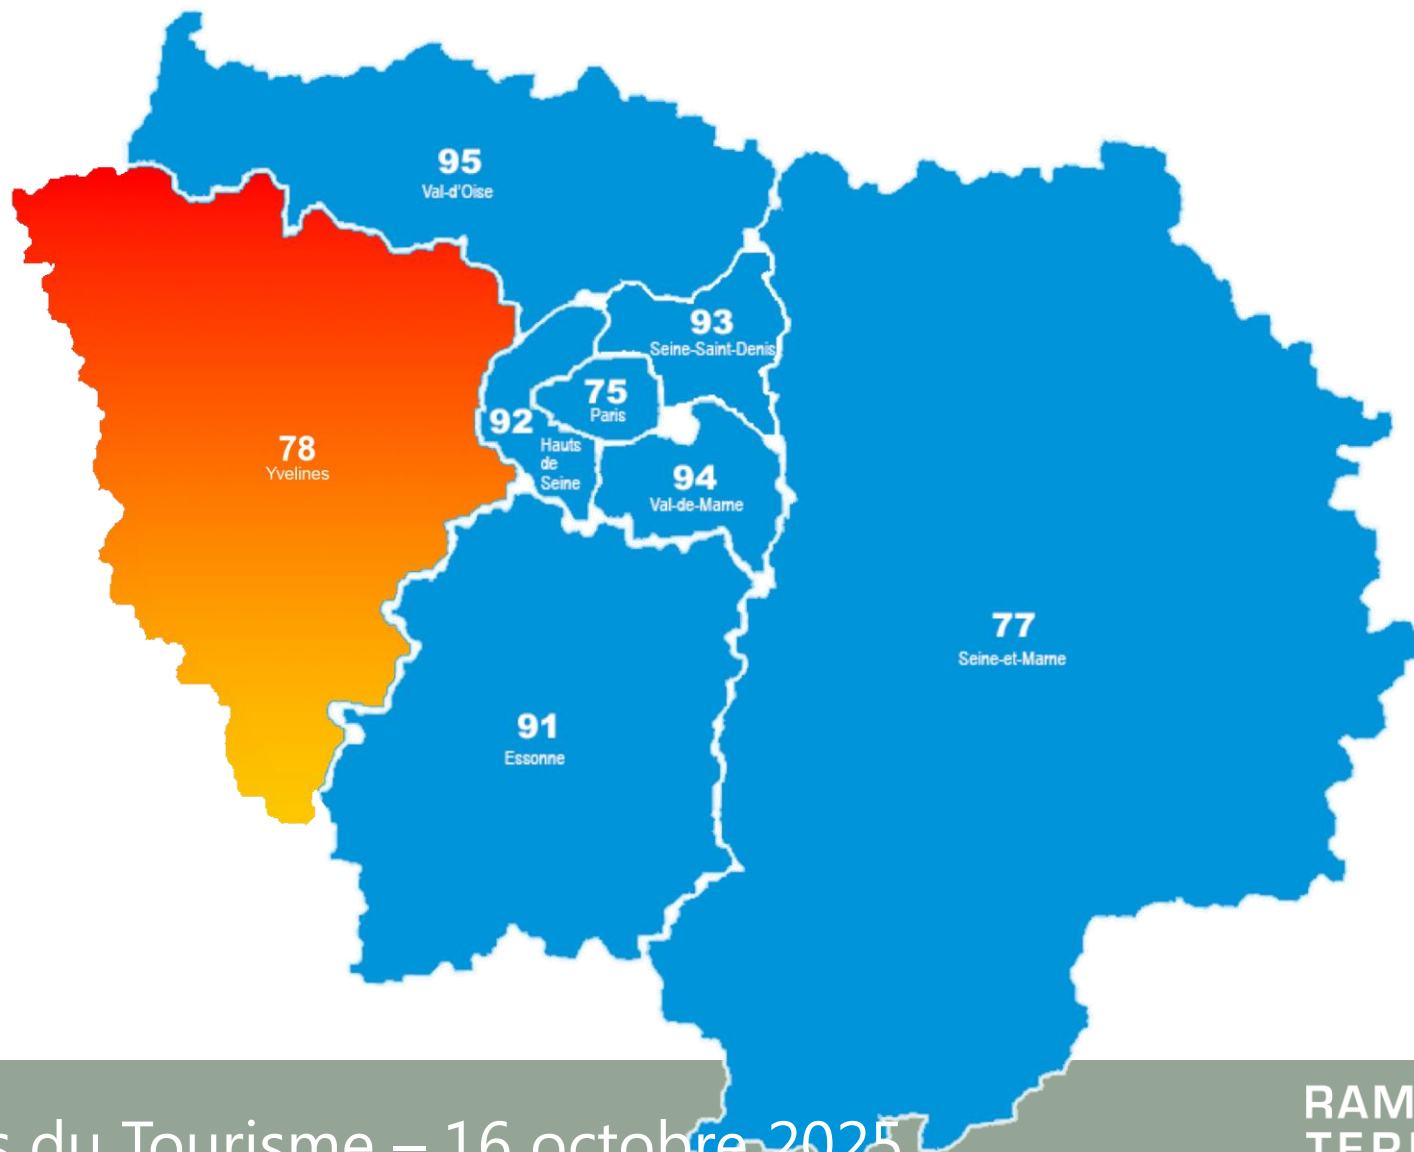 95
Val-d'Oise
93
Seine-Saint-Denis
75
Paris
92
Hauts
de
Seine
78
Yvelines
94
Val-de-Marne
77
Seine-et-Marne
91
Essonne
RAM
du Tourisme – 16 octobre 2025